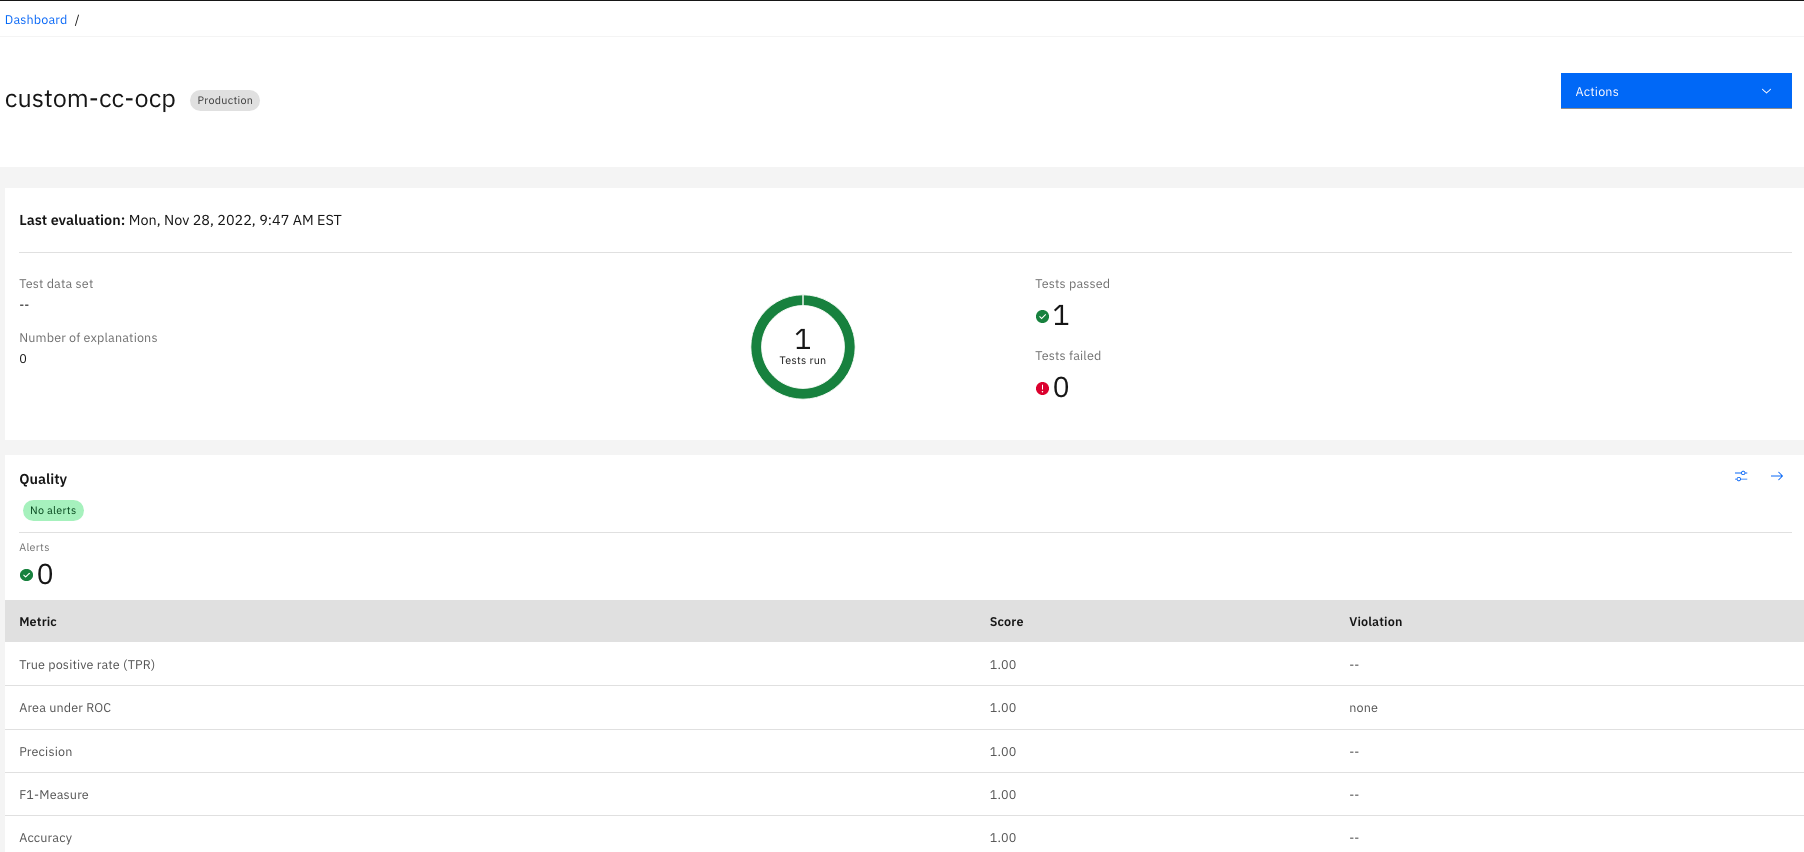 Dashboard /
custom-cc-ocp Production
Actions
Last evaluation: Mon, Nov 28, 2022, 9:47 AM EST
Test data set
--
Number of explanations
0
1
Tests run
Tests passed
1
Tests failed
0
Quality
No alerts
Alerts
0
Metric Score Violation
True positive rate (TPR) 1.00 --
Area under ROC 1.00 none
Precision 1.00 --
F1-Measure 1.00 --
Accuracy 1.00 --